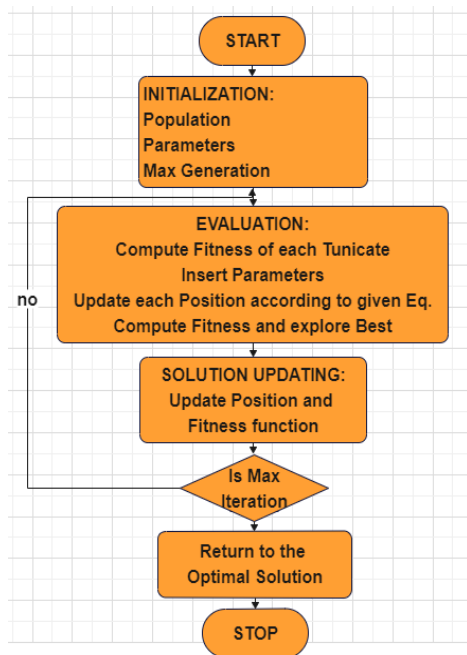 START
INITIALIZATION:
Population
Parameters
Max Generation
EVALUATION:
Compute Fitness of each Tunicate
Insert Parameters
Update each Position according to given Eq.
Compute Fitness and explore Best
no
SOLUTION UPDATING:
Update Position and
Fitness function
Is Max
Iteration
Return to the
Optimal Solution
STOP